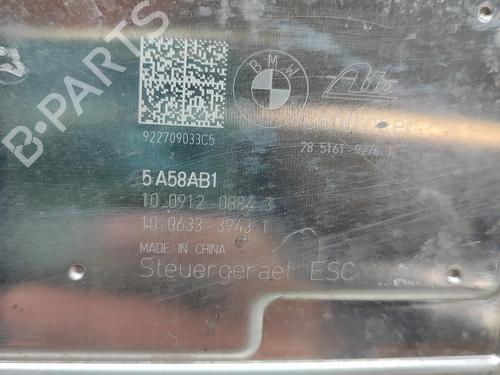 B-PARTS
BMW
Ate
922709033C5
28.5161-9274.3
5 A58AB1
10.0912-0884.3
10.0633-3943.1
MADE IN CHINA
Steuergeraet ESC